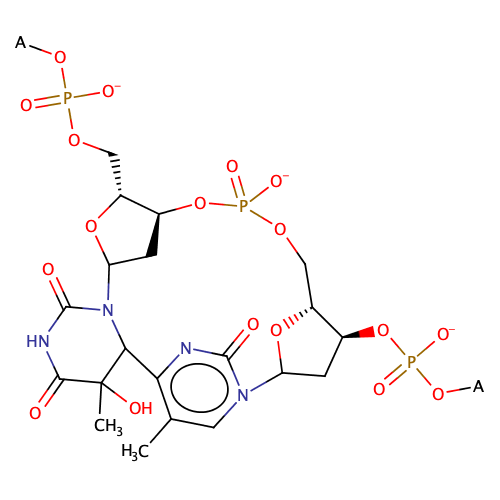 A
O
O P O⁻
O
O O⁻
O O P
O O
O N O O O O⁻
N P
HN N O O A
O OH
CH₃ H₃C